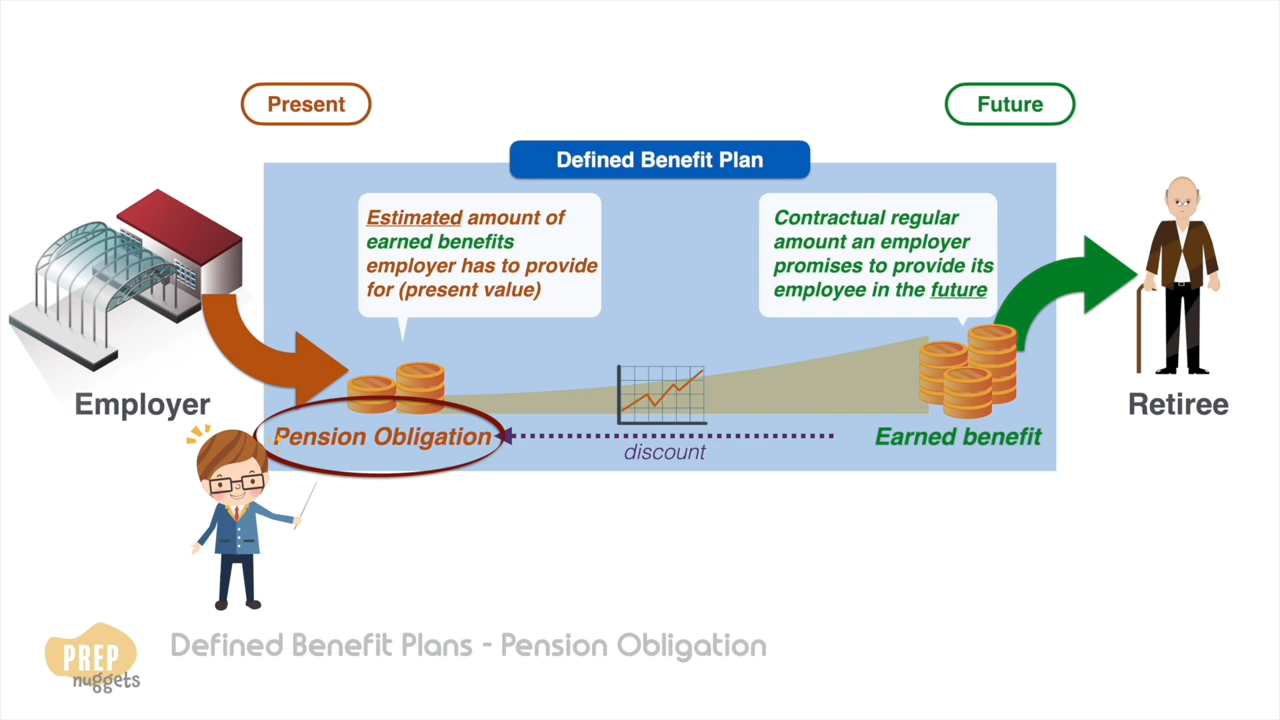 Present
Future
Defined Benefit Plan
Estimated amount of
earned benefits
employer has to provide
for (present value)
Contractual regular
amount an employer
promises to provide its
employee in the future
Employer
Retiree
Pension Obligation
discount
Earned benefit
PREP
nuggets
Defined Benefit Plans - Pension Obligation